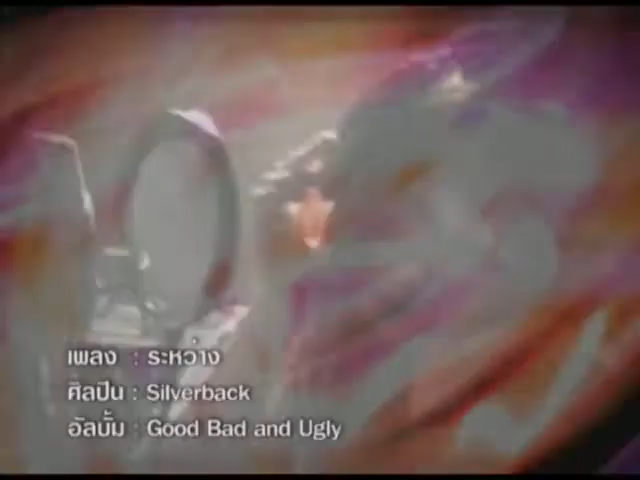 เพลง : ระหว่าง
ศิลปิน : Silverback
อัลบั้ม : Good Bad and Ugly